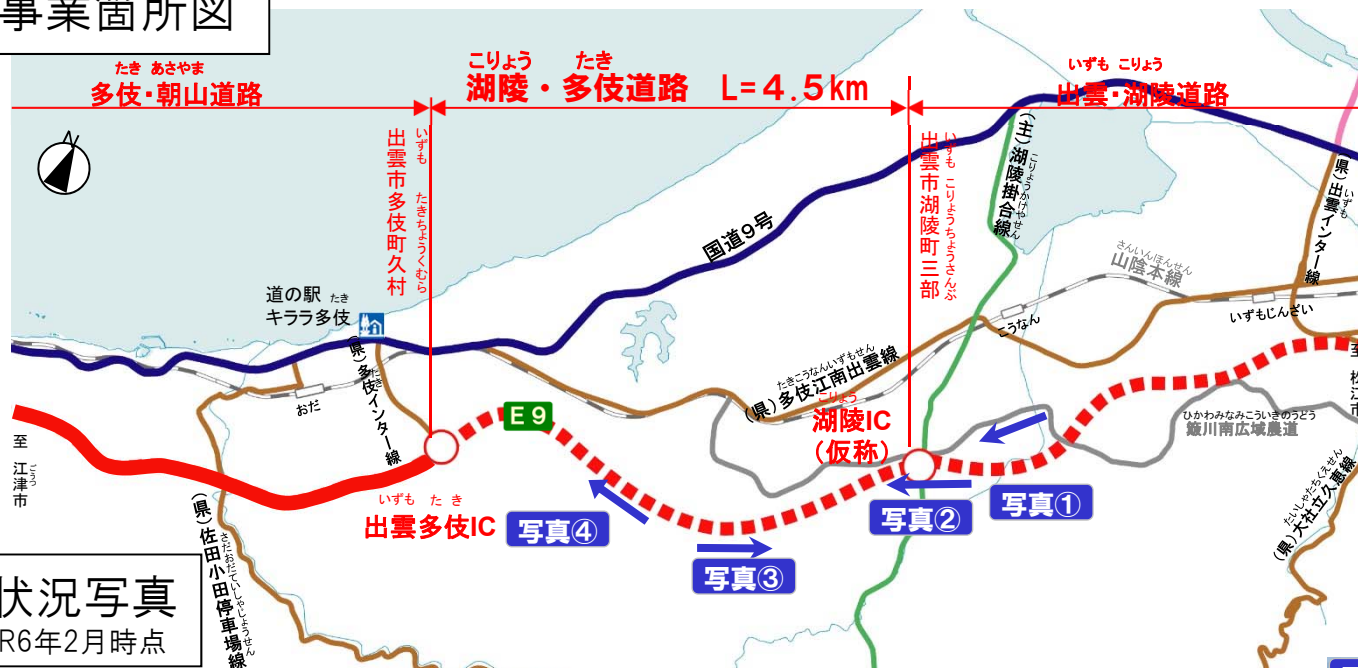 事業箇所図
たき あさやま
多伎・朝山道路
こりょう たき
湖陵・多伎道路 L=4.5km
いずも こりょう
出雲・湖陵道路
いずも たきちょうくむら
出雲市多伎町久村
いずも こりょうちょうさんぶ
出雲市湖陵町三部
こりょうかけやせん
(主)湖陵掛合線
いずも
(県)出雲インター線
国道9号
さんいんほんせん
山陰本線
道の駅 たき
キララ多伎
たき
(県)多伎インター線
おだ
こうなん
いずもじんざい
たきこうなんいずもせん
(県)多伎江南出雲線
E9
こりょう
湖陵IC
(仮称)
ひかわみなみこういきのうどう
簸川南広域農道
至 松江市
至 江津市
ごうつ
いずも たき
出雲多伎IC
写真④
写真③
写真②
写真①
たいしゃたちくえせん
(県)大社立久恵線
さだおだていしゃじょうせん
(県)佐田小田停車場線
状況写真
R6年2月時点